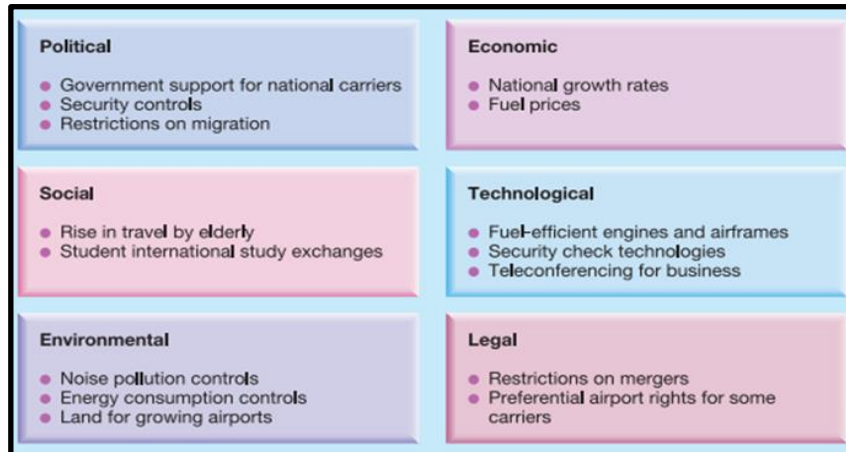 Political
Government support for national carriers
Security controls
Restrictions on migration
Economic
National growth rates
Fuel prices
Social
Rise in travel by elderly
Student international study exchanges
Technological
Fuel-efficient engines and airframes
Security check technologies
Teleconferencing for business
Environmental
Noise pollution controls
Energy consumption controls
Land for growing airports
Legal
Restrictions on mergers
Preferential airport rights for some
carriers